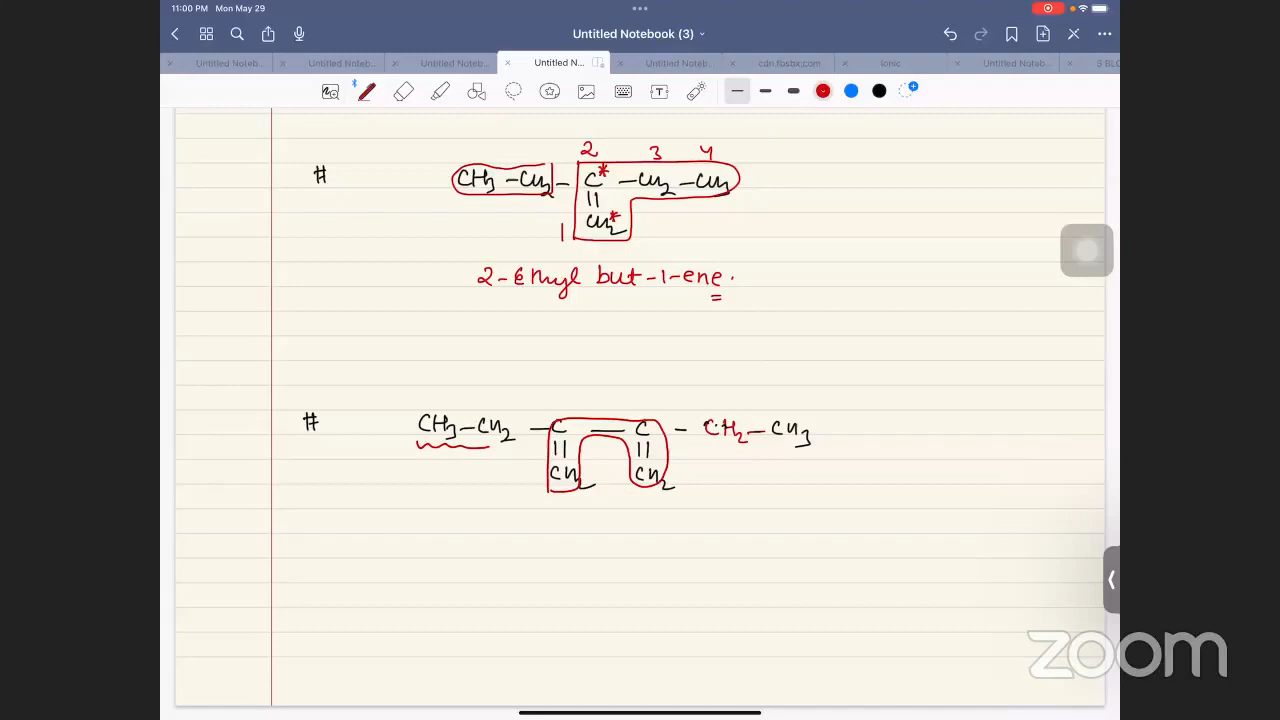 11:00 PM Mon May 29
Untitled Notebook (3)
Untitled Noteb.. Untitled Noteb.. Untitled Noteb.. Untitled N... Untitled Noteb.. cdn.fbsbx.com Ionic Untitled Noteb.. S BLO
2 3 4
# CH3 –CH2 – C* –CH2 –CH3
||
1 CH2*
2-Ethyl but-1-ene.
# CH3–CH2 –C = C – CH2–CH3
|| ||
CH2 CH2
zoom